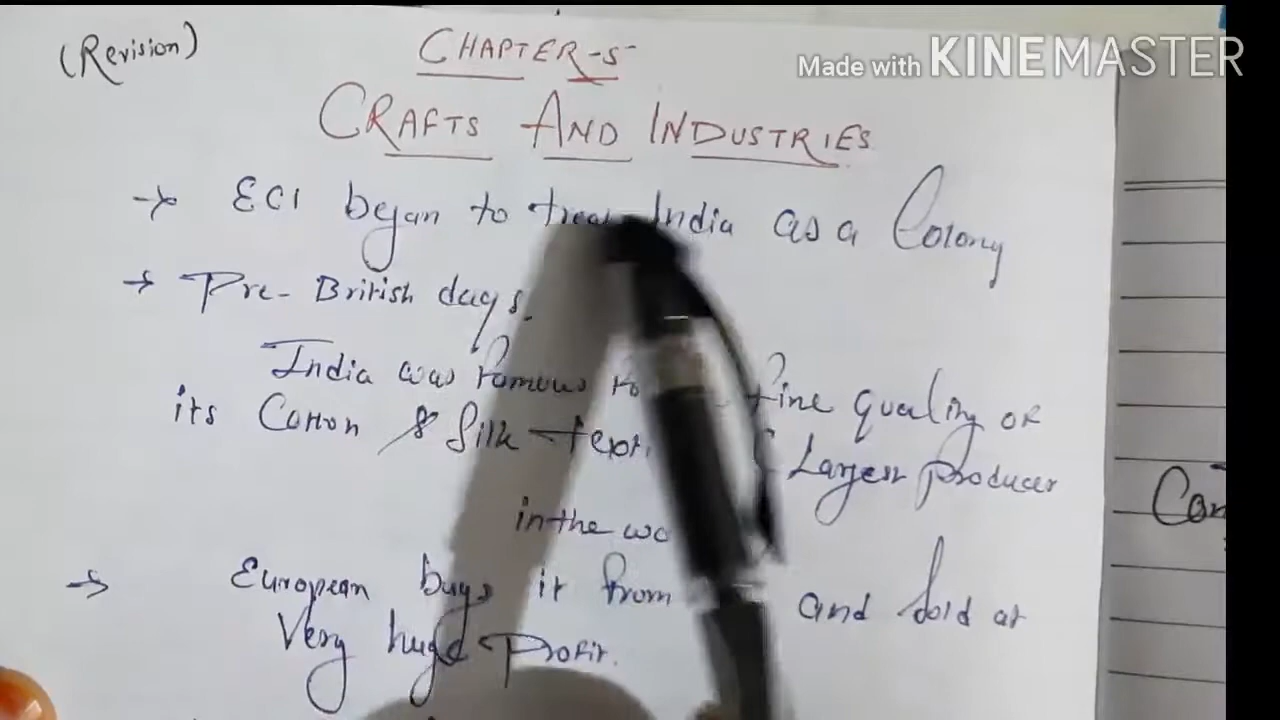 (Revision)
CHAPTER-5
Made with KINEMASTER
CRAFTS AND INDUSTRIES
→ ECI began to India as a Colony
→ Pre-British days.
India was famous fine quality of
its Cotton & Silk Largest Producer
in the
→ European buys it from and sold at
Very huge Profit.